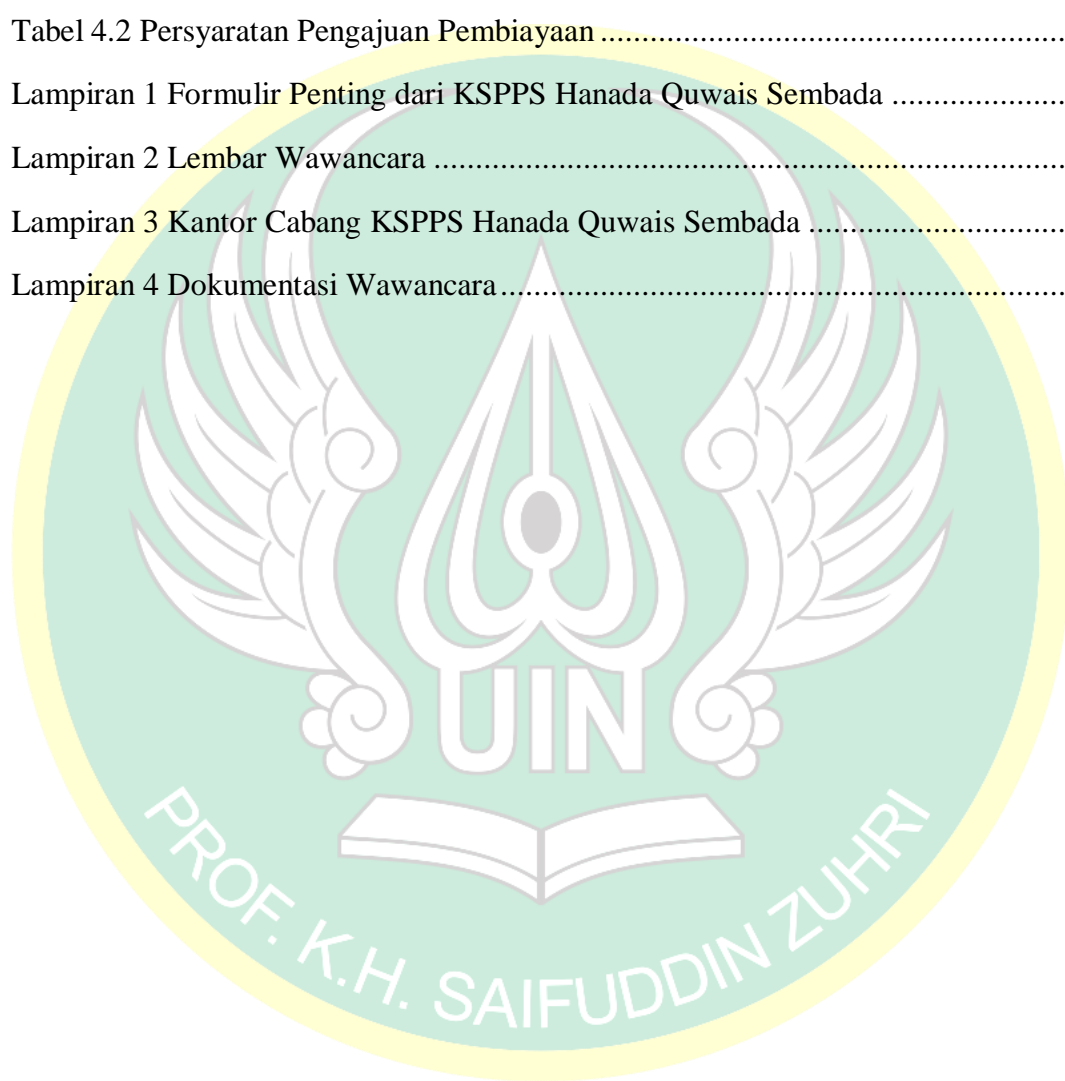 Tabel 4.2 Persyaratan Pengajuan Pembiayaan ..........................................................
Lampiran 1 Formulir Penting dari KSPPS Hanada Quwais Sembada ......................
Lampiran 2 Lembar Wawancara ...............................................................................
Lampiran 3 Kantor Cabang KSPPS Hanada Quwais Sembada ................................
Lampiran 4 Dokumentasi Wawancara.......................................................................
UIN
PROF. K.H. SAIFUDDIN ZUHRI